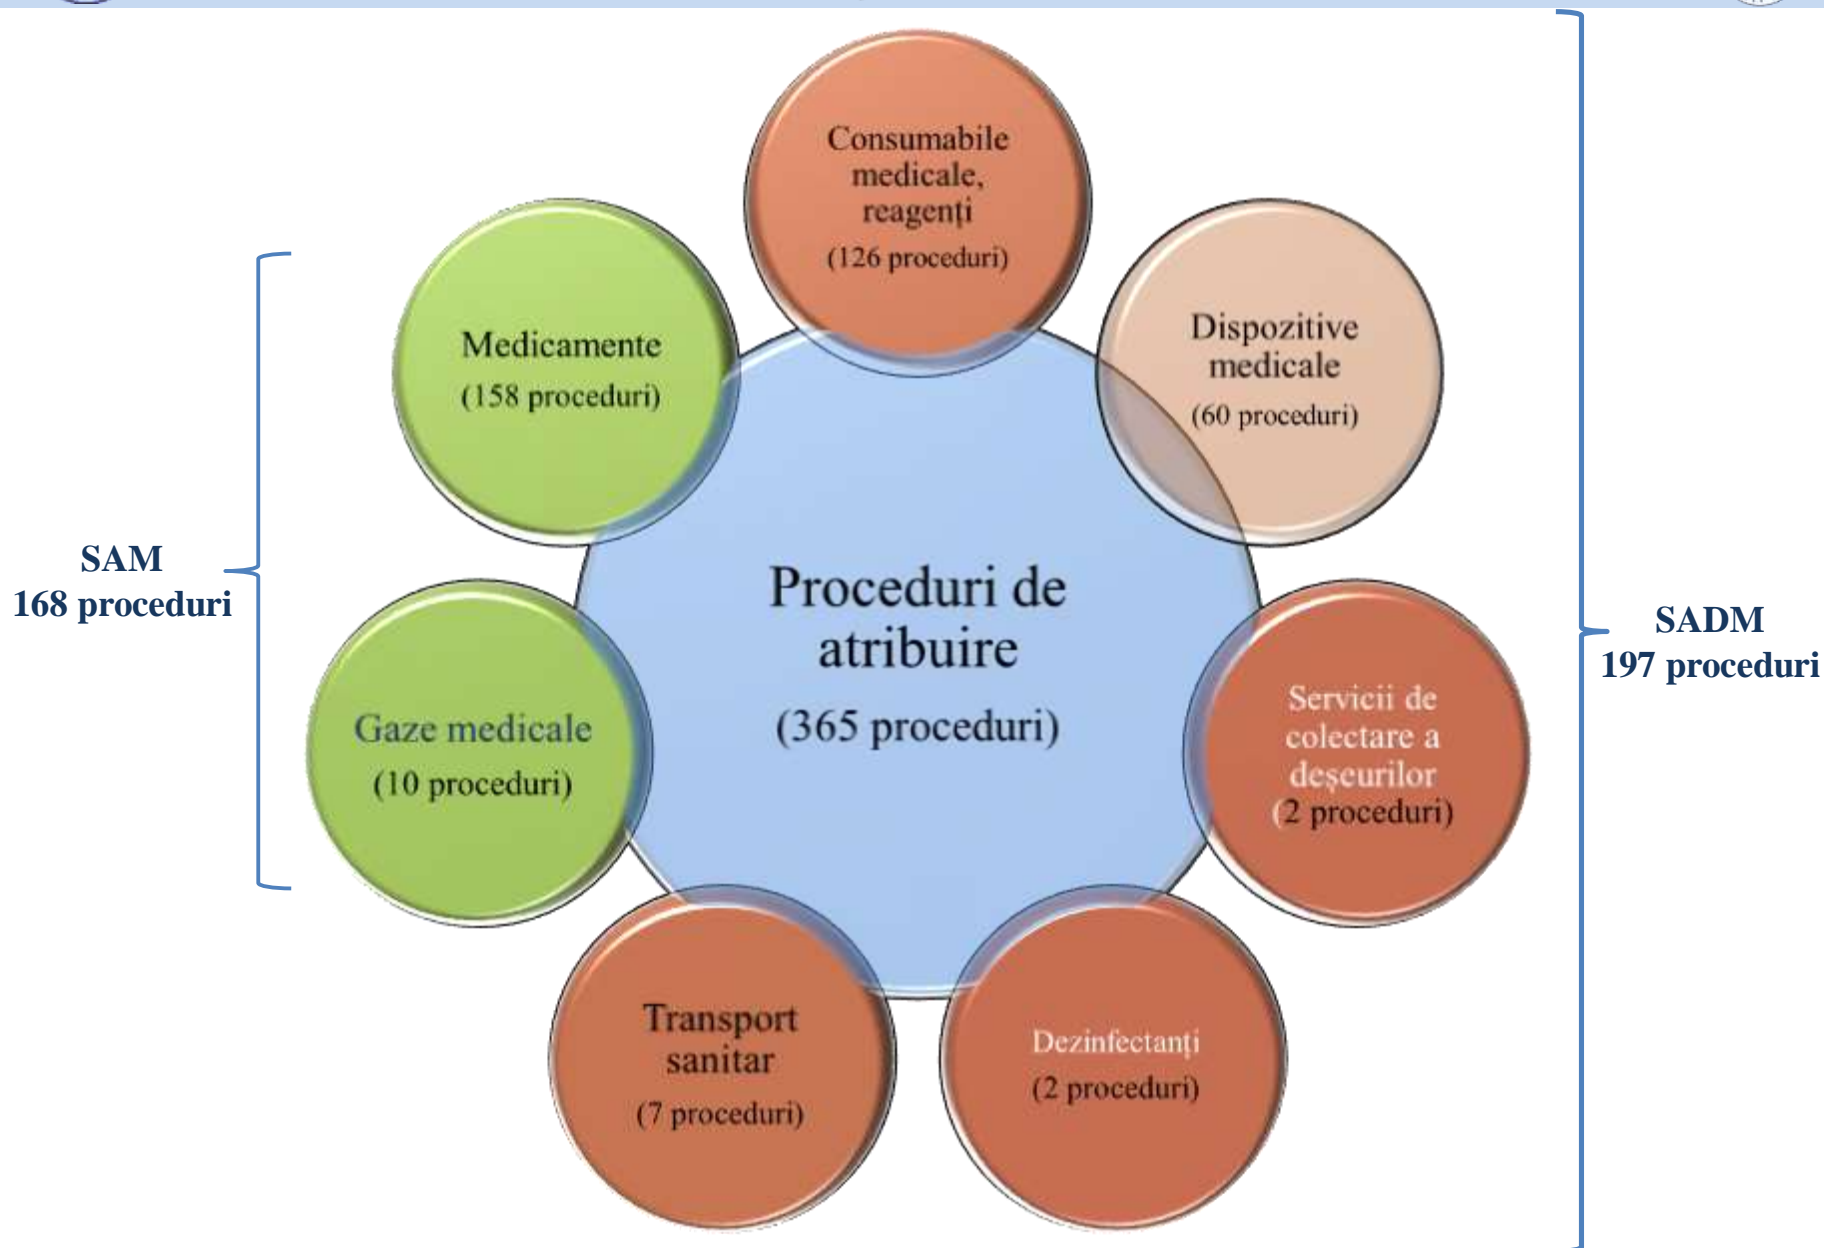 Consumabile
medicale,
reagenți
(126 proceduri)
Medicamente
(158 proceduri)
Dispozitive
medicale
(60 proceduri)
SAM
168 proceduri
Proceduri de
atribuire
(365 proceduri)
SADM
197 proceduri
Gaze medicale
(10 proceduri)
Servicii de
colectare a
deșeurilor
(2 proceduri)
Transport
sanitar
(7 proceduri)
Dezinfectanți
(2 proceduri)